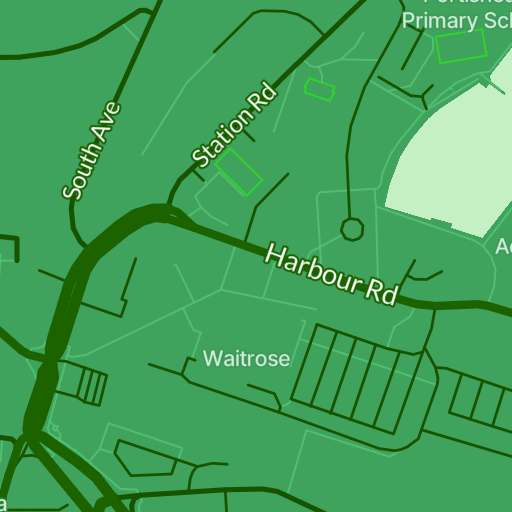 Primary Sch
Station Rd
South Ave
Harbour Rd
Waitrose